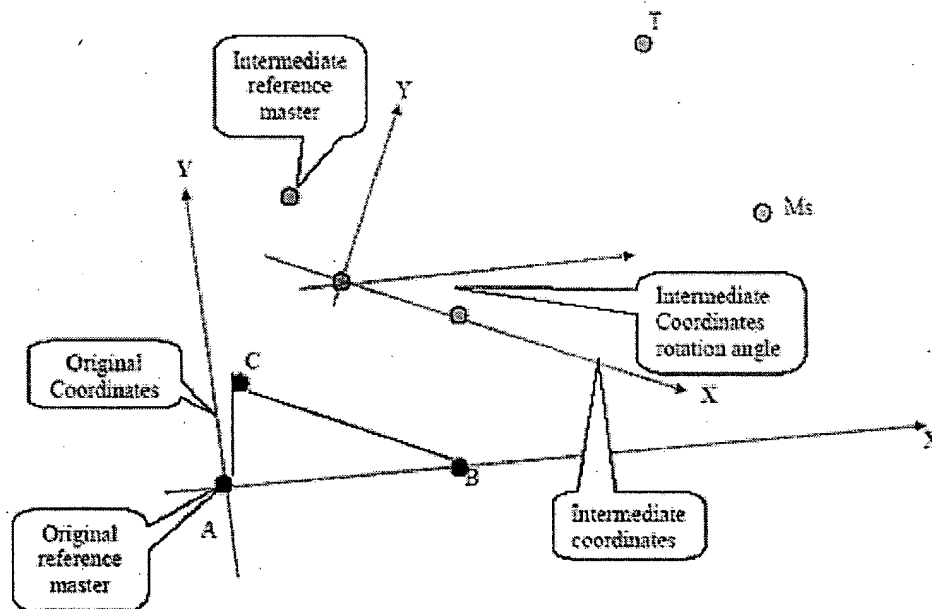 T
Intermediate
reference
master
Y
Y
Ms
Intermediate
Coordinates
rotation angle
Original
Coordinates
C
X
X
B
A
Original
reference
master
Intermediate
coordinates